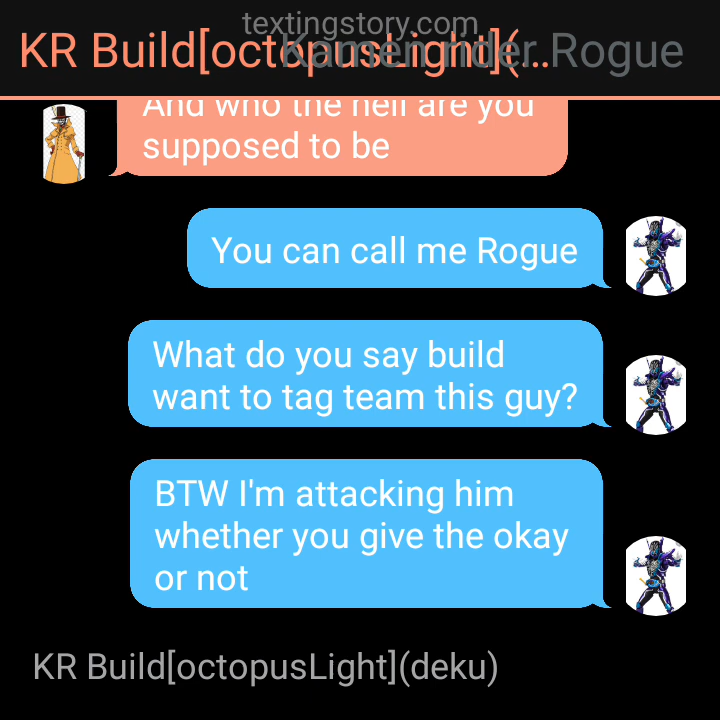 textingstory.com
KR Build[octopusLight](... Kamen rider Rogue
And who the hell are you
supposed to be
You can call me Rogue
What do you say build
want to tag team this guy?
BTW I'm attacking him
whether you give the okay
or not
KR Build[octopusLight](deku)